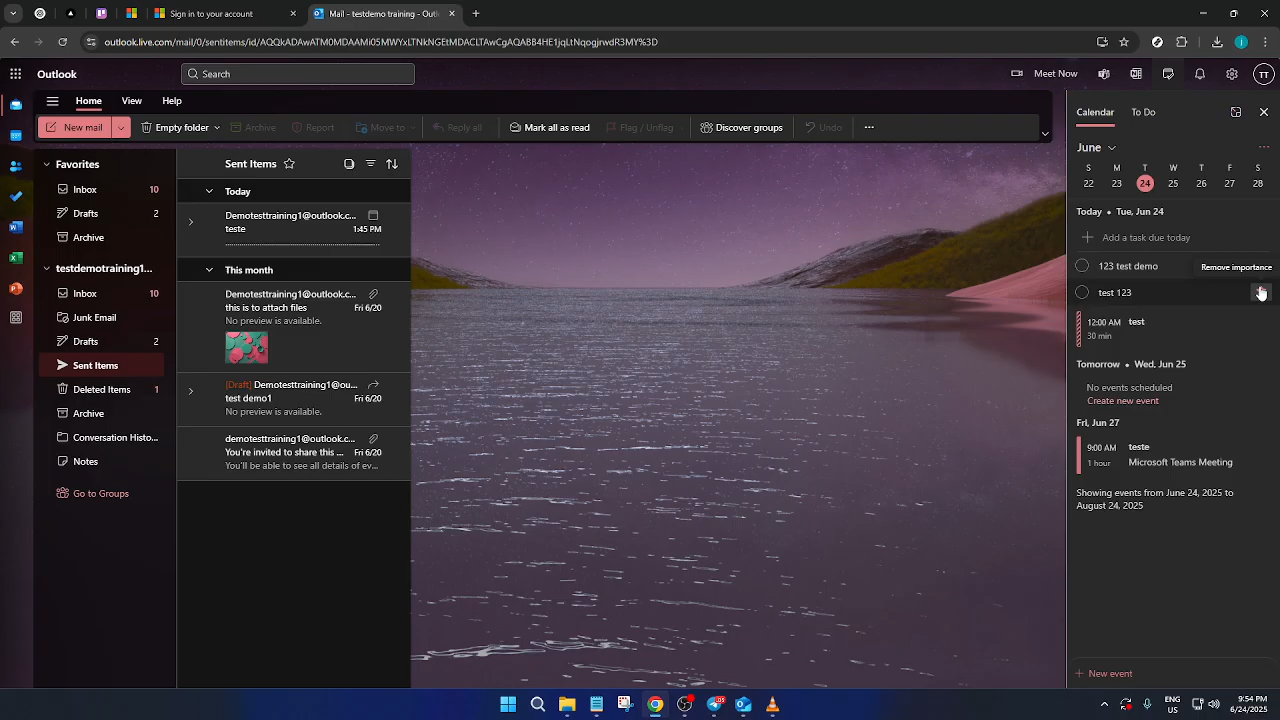 Sign in to your account
Mail - testdemo training - Outl
outlook.live.com/mail/0/sentitems/id/AQQkADAwATM0MDAAMi05MWYxLTNkNGEtMDACLTAwCgAQABB4HE1jqLtNqogjrwdR3MY%3D
Outlook
Search
Meet Now
TT
Home
View
Help
New mail
Empty folder
Archive
Report
Move to
Reply all
Mark all as read
Flag / Unflag
Discover groups
Undo
Favorites
Inbox 10
Drafts 2
Archive
testdemotraining1...
Inbox 10
Junk Email
Drafts 2
Sent Items
Deleted Items 1
Archive
Conversation Histo...
Notes
Go to Groups
Sent Items
Today
Demotesttraining1@outlook.c...
teste 1:45 PM
This month
Demotesttraining1@outlook.c...
this is to attach files Fri 6/20
No preview is available.
[Draft] Demotesttraining1@ou...
test demo1 Fri 6/20
No preview is available.
demotesttraining1@outlook.c...
You're invited to share this ... Fri 6/20
You'll be able to see all details of ev...
Calendar
To Do
June
S M T W T F S
22 23 24 25 26 27 28
Today • Tue, Jun 24
Add a task due today
123 test demo
Remove importance
test 123
12:00 AM test
30 min
Tomorrow • Wed, Jun 25
No events scheduled
Create new event
Fri, Jun 27
9:00 AM teste
1 hour Microsoft Teams Meeting
Showing events from June 24, 2025 to
2025
New event
ENG
US
9:54 PM
6/24/2025